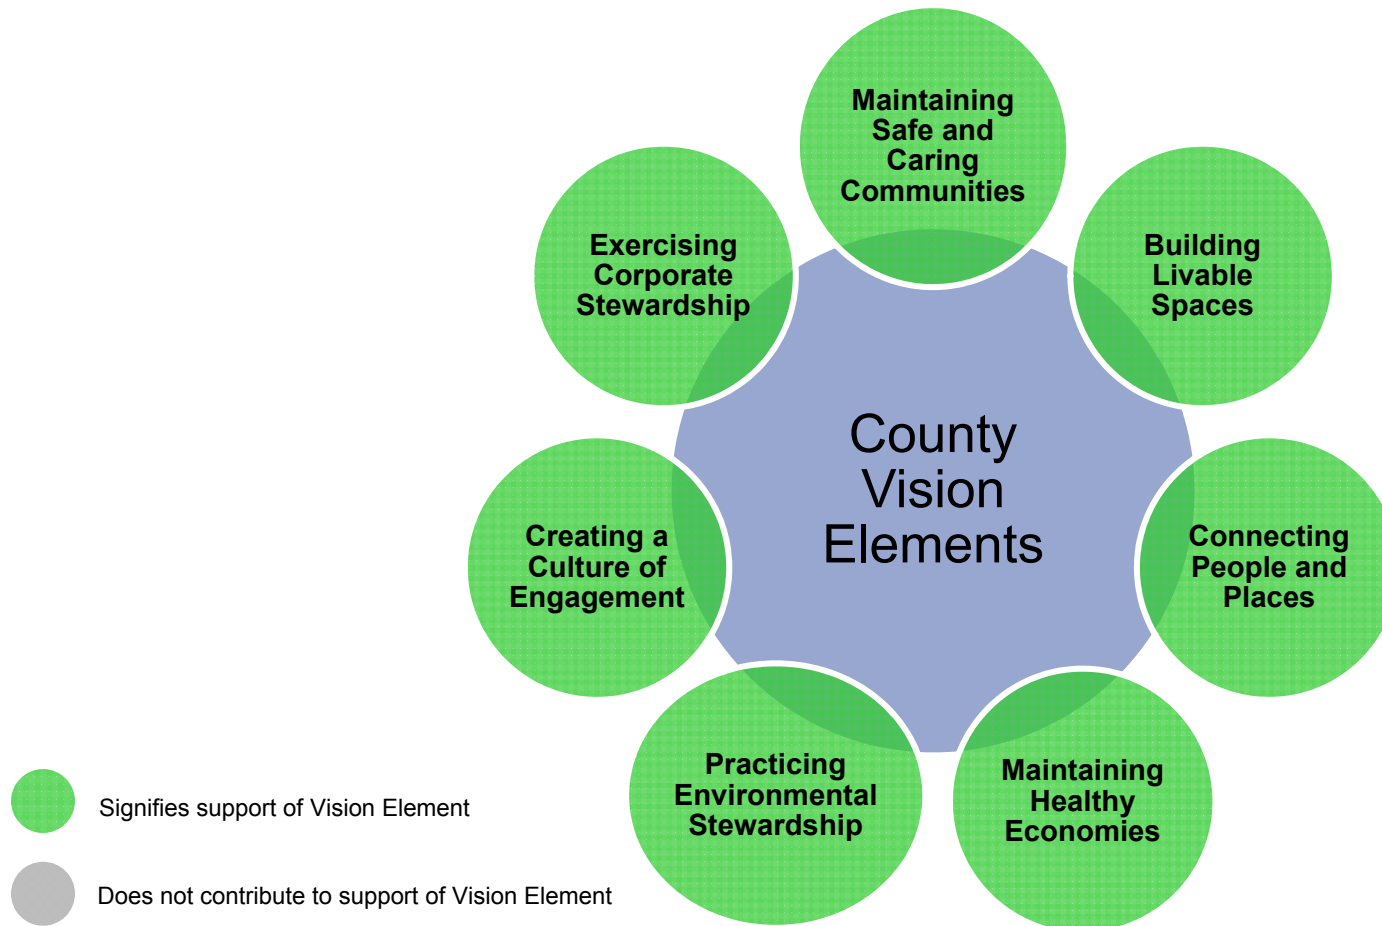 Maintaining
Safe and
Caring
Communities
Building
Livable
Spaces
Connecting
People and
Places
Maintaining
Healthy
Economies
Practicing
Environmental
Stewardship
Creating a
Culture of
Engagement
Exercising
Corporate
Stewardship
County
Vision
Elements
Signifies support of Vision Element
Does not contribute to support of Vision Element